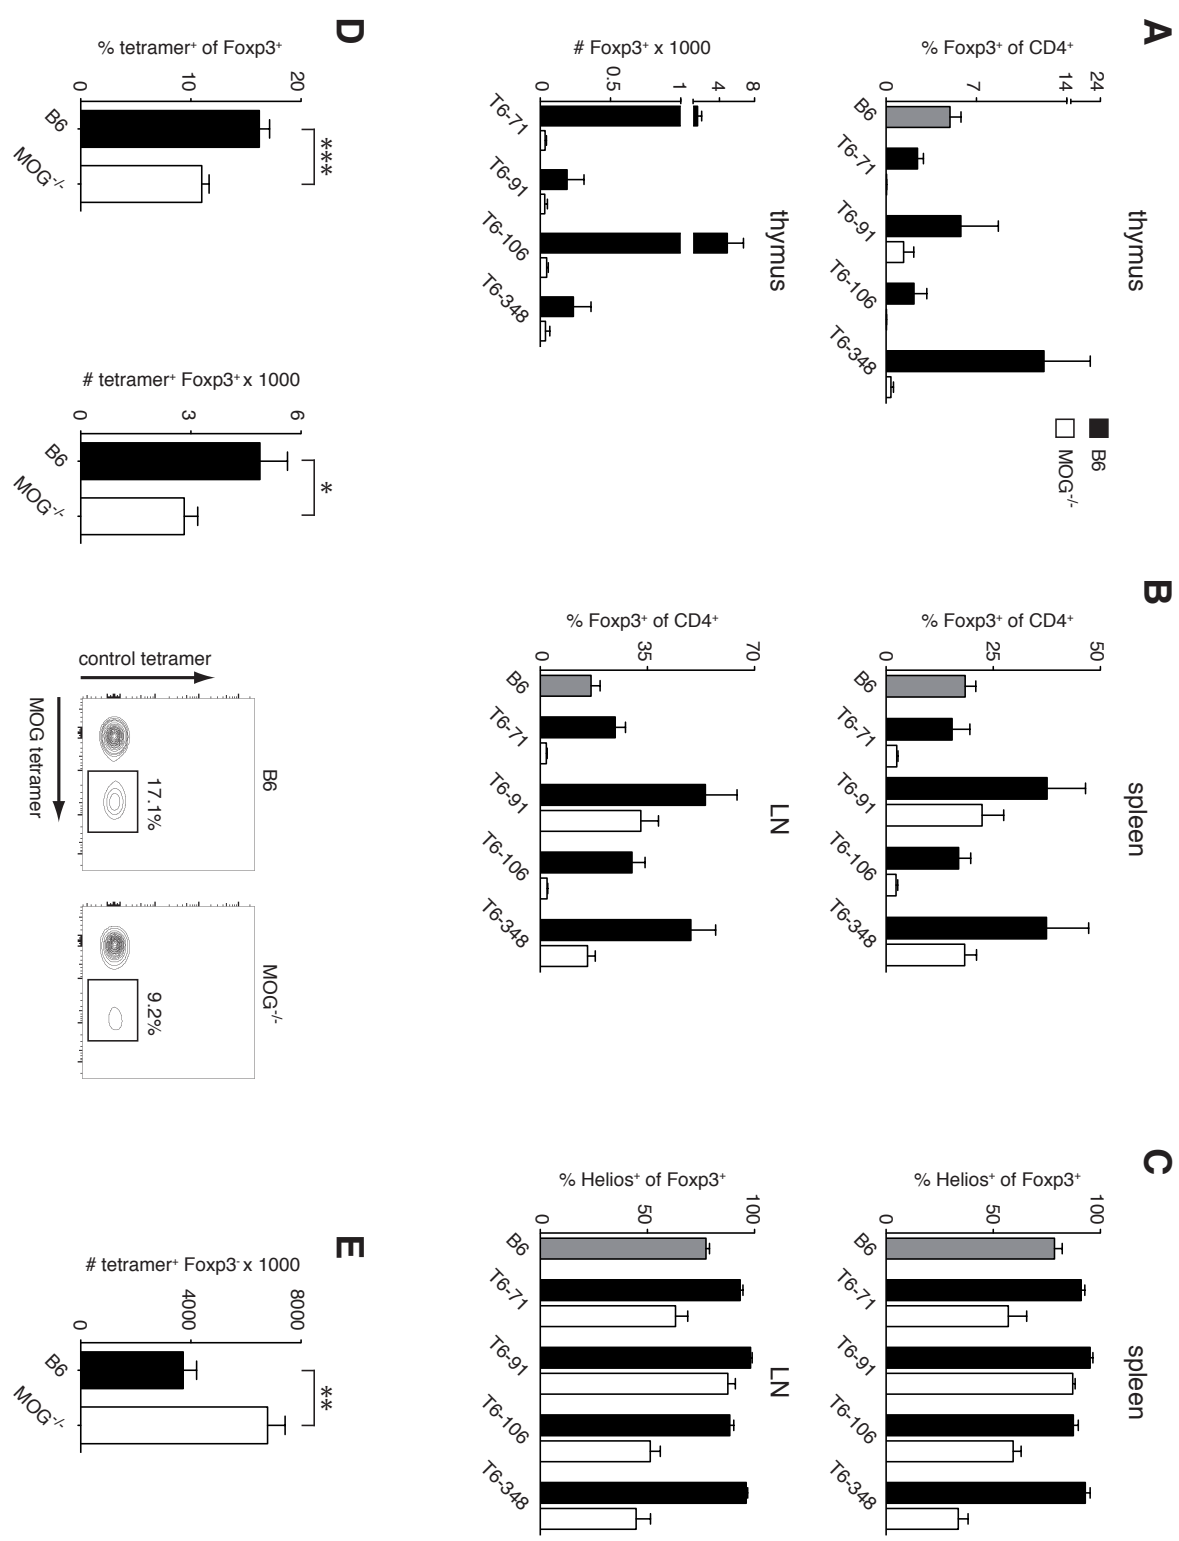 A
thymus
% Foxp3⁺ of CD4⁺
0 7 14 24
B6 T6-71 T6-91 T6-106 T6-348
B6
MOG⁻/⁻
thymus
# Foxp3⁺ x 1000
0 0.5 1 4 8
T6-71 T6-91 T6-106 T6-348
B
spleen
% Foxp3⁺ of CD4⁺
0 25 50
B6 T6-71 T6-91 T6-106 T6-348
LN
% Foxp3⁺ of CD4⁺
0 35 70
B6 T6-71 T6-91 T6-106 T6-348
C
spleen
% Helios⁺ of Foxp3⁺
0 50 100
B6 T6-71 T6-91 T6-106 T6-348
LN
% Helios⁺ of Foxp3⁺
0 50 100
B6 T6-71 T6-91 T6-106 T6-348
D
% tetramer⁺ of Foxp3⁺
0 10 20
***
B6 MOG⁻/⁻
# tetramer⁺ Foxp3⁺ x 1000
0 3 6
*
B6 MOG⁻/⁻
control tetramer
MOG tetramer
B6
17.1%
MOG⁻/⁻
9.2%
E
# tetramer⁺ Foxp3⁻ x 1000
0 4000 8000
**
B6 MOG⁻/⁻